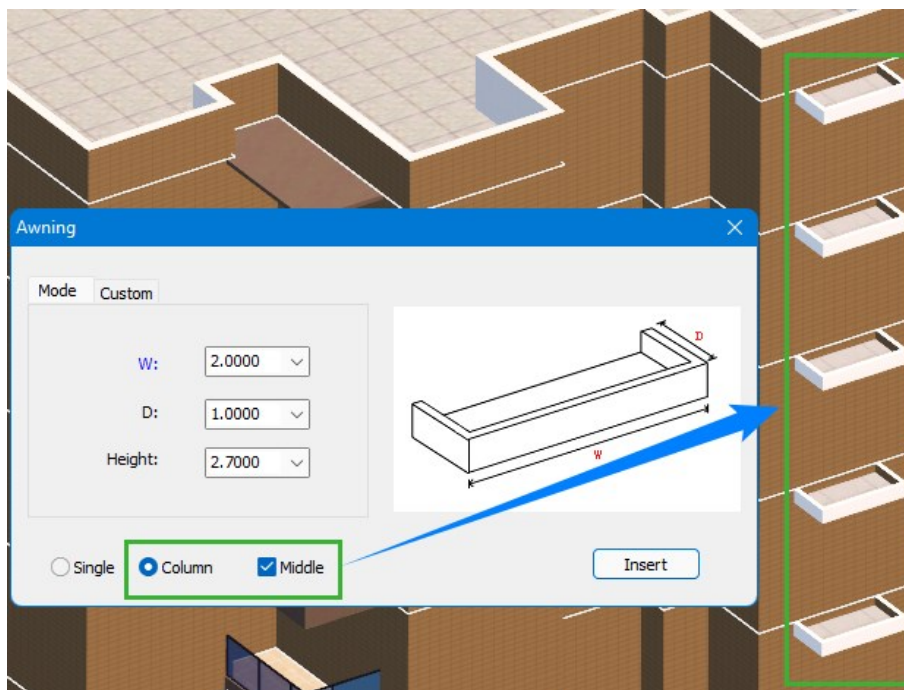 Awning
Mode Custom
W: 2.0000
D: 1.0000
Height: 2.7000
D
W
Single Column Middle Insert